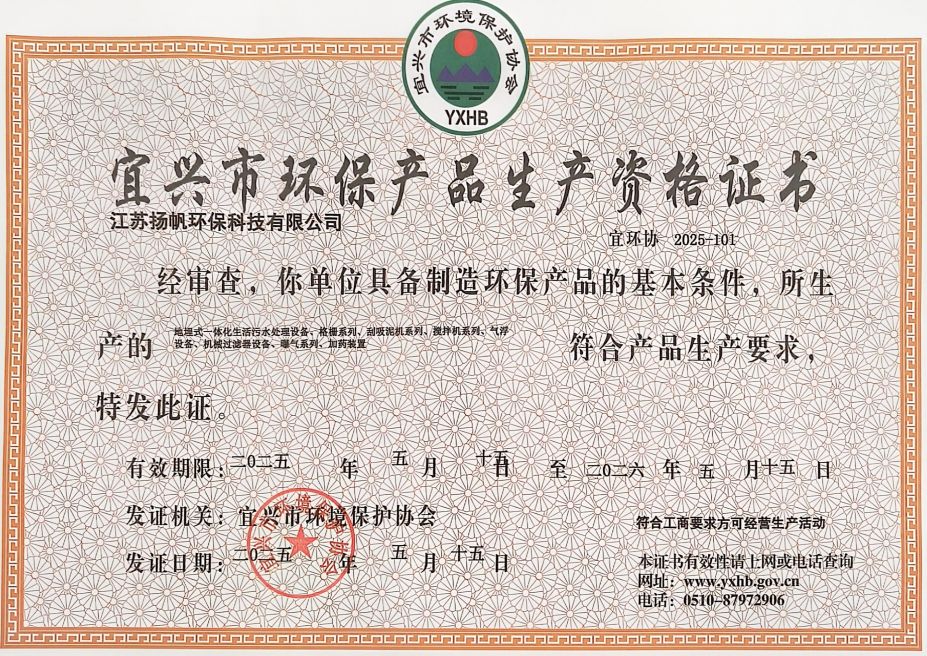 宜兴市环境保护协会
YXHB
宜兴市环保产品生产资格证书
江苏扬帆环保科技有限公司
宜环协 2025-101
经审查，你单位具备制造环保产品的基本条件，所生
产的 地埋式一体化生活污水处理设备、格栅系列、刮吸泥机系列、搅拌机系列、气浮
设备、机械过滤器设备、曝气系列、加药装置 符合产品生产要求，
特发此证。
有效期限：二〇二五 年 五 月 十五 日 至 二〇二六 年 五 月 十五 日
发证机关：宜兴市环境保护协会
符合工商要求方可经营生产活动
发证日期：二〇二五 年 五 月 十五 日
宜兴市环境保护协会
本证书有效性请上网或电话查询
网址：www.yxhb.gov.cn
电话：0510-87972906